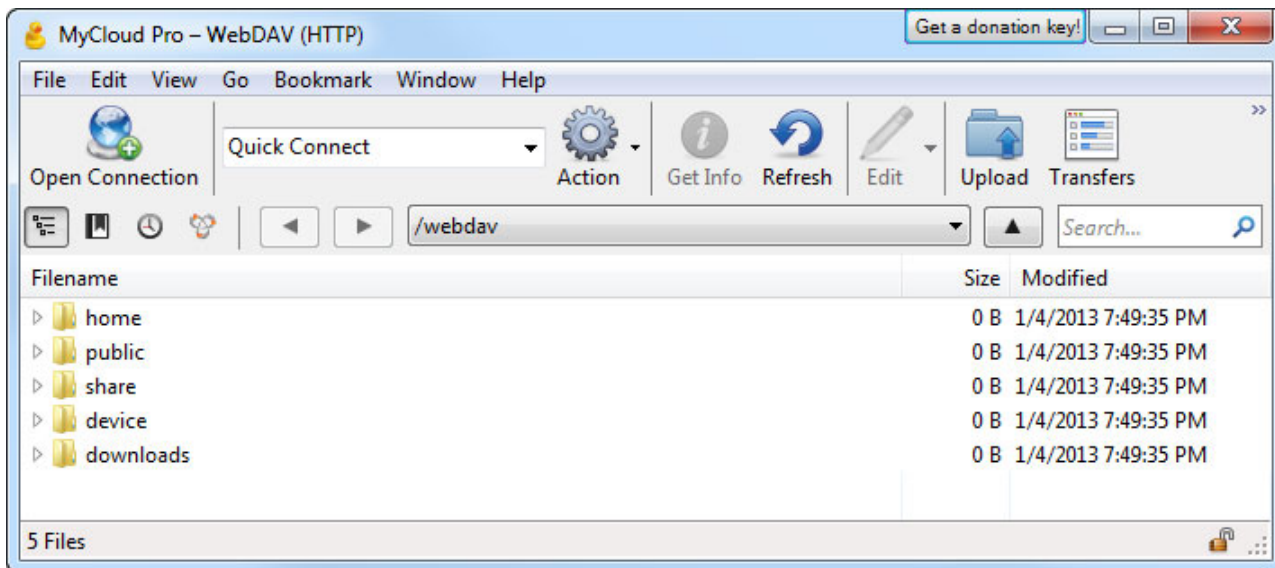 MyCloud Pro – WebDAV (HTTP) Get a donation key!
File Edit View Go Bookmark Window Help
Quick Connect
Open Connection Action Get Info Refresh Edit Upload Transfers
/webdav Search...
Filename Size Modified
home 0 B 1/4/2013 7:49:35 PM
public 0 B 1/4/2013 7:49:35 PM
share 0 B 1/4/2013 7:49:35 PM
device 0 B 1/4/2013 7:49:35 PM
downloads 0 B 1/4/2013 7:49:35 PM
5 Files